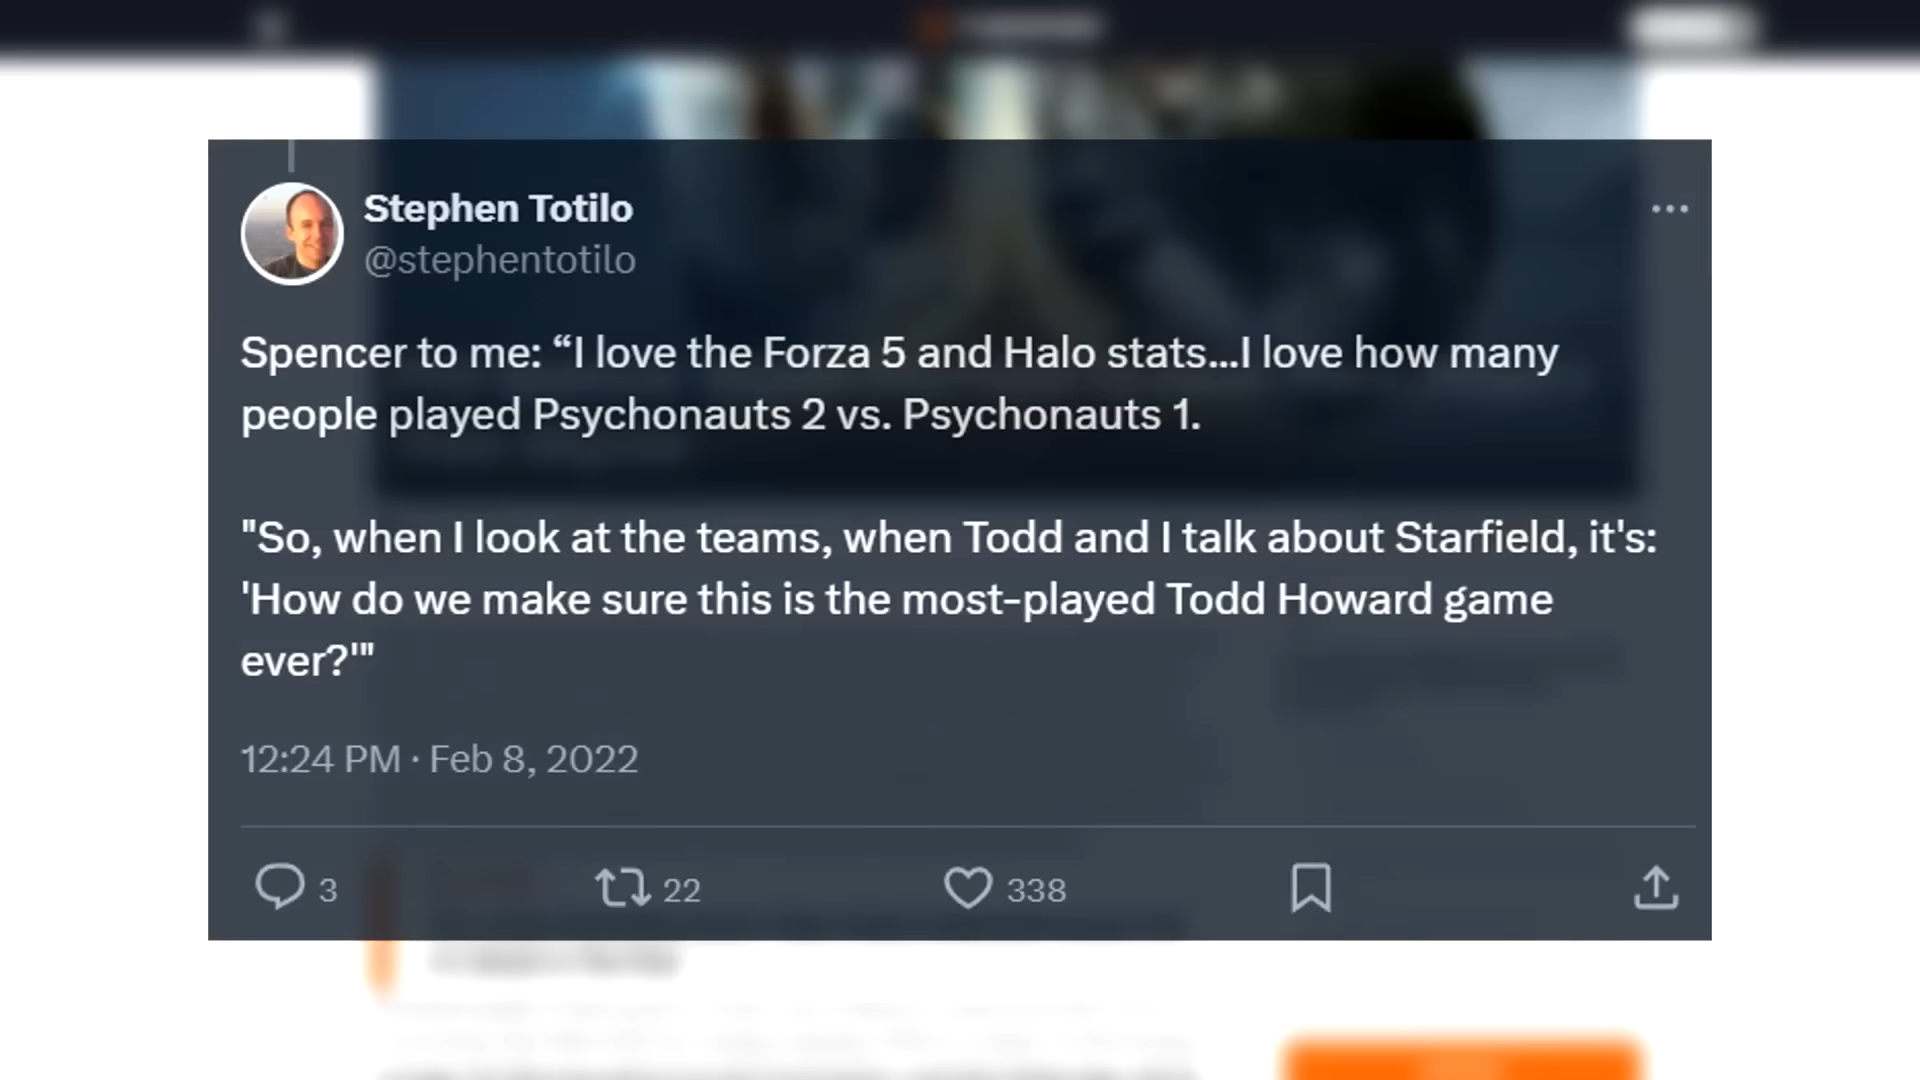 Stephen Totilo
@stephentotilo
Spencer to me: “I love the Forza 5 and Halo stats...I love how many
people played Psychonauts 2 vs. Psychonauts 1.
"So, when I look at the teams, when Todd and I talk about Starfield, it's:
'How do we make sure this is the most-played Todd Howard game
ever?'"
12:24 PM · Feb 8, 2022
3
22
338